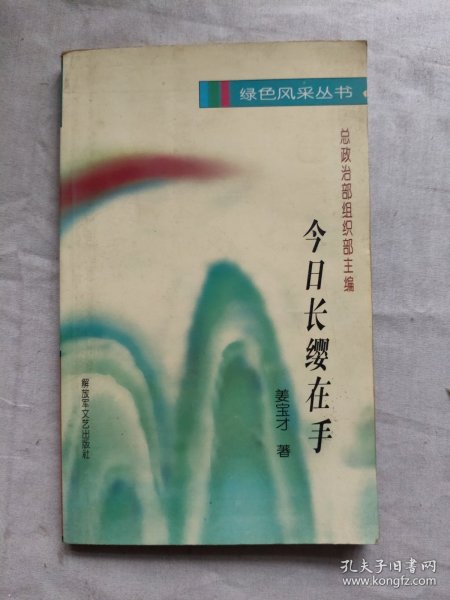 绿色风采丛书
总政治部组织部主编
今日长缨在手
姜宝才 著
解放军文艺出版社
孔夫子旧书网
www.kongfz.com